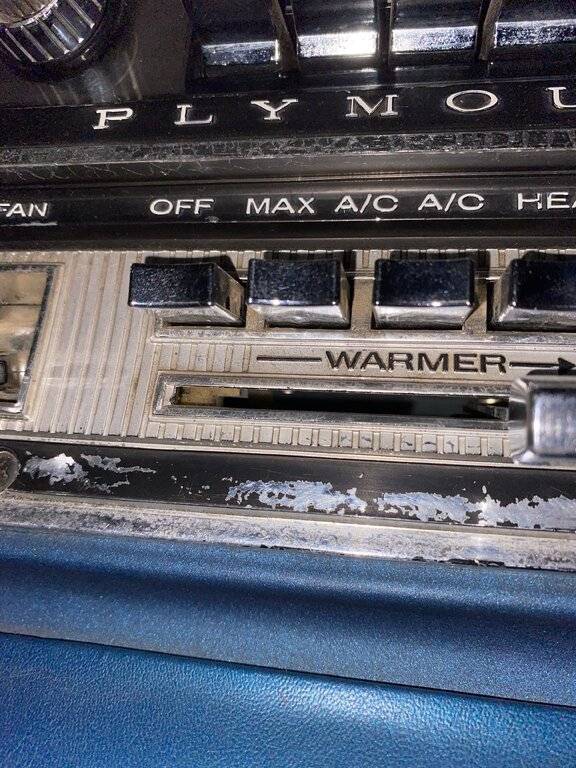 PLYMOU
FAN OFF MAX A/C A/C HEA
WARMER